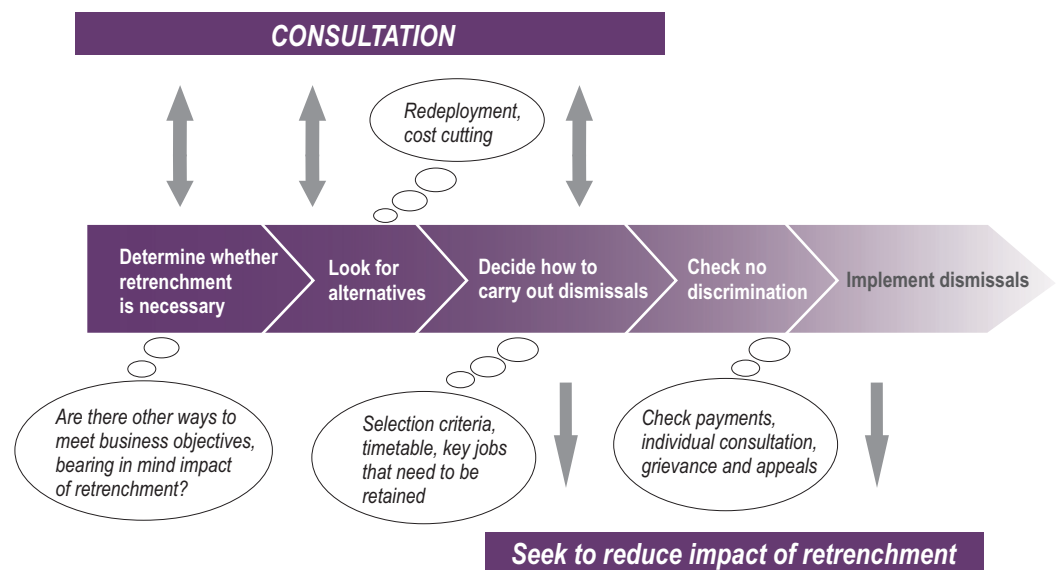 CONSULTATION
Redeployment,
cost cutting
Determine whether
retrenchment
is necessary
Look for
alternatives
Decide how to
carry out dismissals
Check no
discrimination
Implement dismissals
Are there other ways to
meet business objectives,
bearing in mind impact
of retrenchment?
Selection criteria,
timetable, key jobs
that need to be
retained
Check payments,
individual consultation,
grievance and appeals
Seek to reduce impact of retrenchment